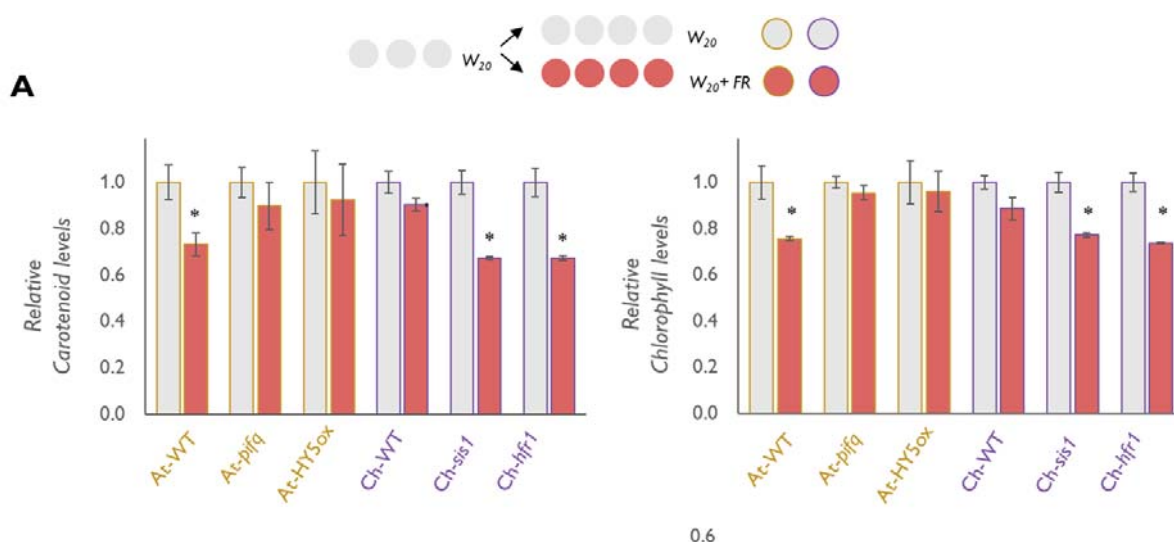 W20
W20
W20+ FR
A
Relative
Carotenoid levels
1.0
0.8
0.6
0.4
0.2
0.0
*
*
*
At-WT
At-pifq
At-HY5ox
Ch-WT
Ch-sis1
Ch-hfr1
Relative
Chlorophyll levels
1.0
0.8
0.6
0.4
0.2
0.0
*
*
*
At-WT
At-pifq
At-HY5ox
Ch-WT
Ch-sis1
Ch-hfr1
0.6